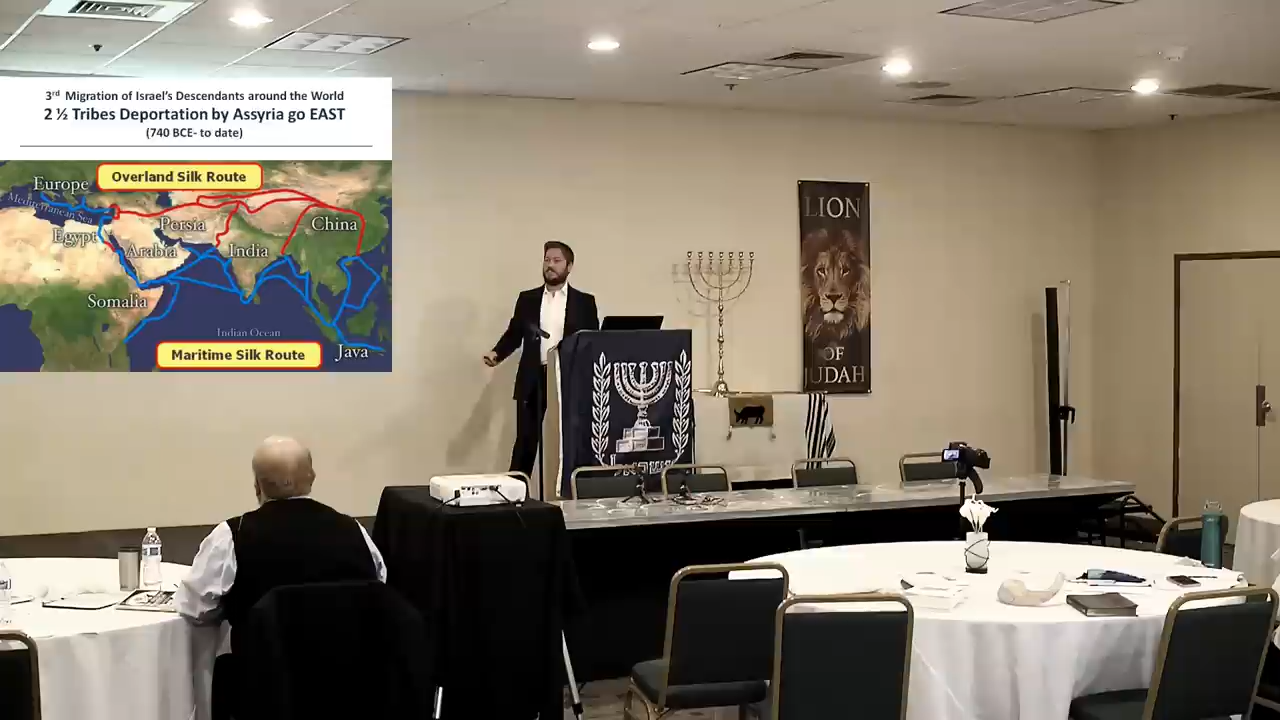 3rd Migration of Israel's Descendants around the World
2 ½ Tribes Deportation by Assyria go EAST
(740 BCE- to date)
Overland Silk Route
Europe
Mediterranean Sea
Egypt
Persia
Arabia
India
China
Somalia
Indian Ocean
Maritime Silk Route
Java
LION
OF
JUDAH
ישראל